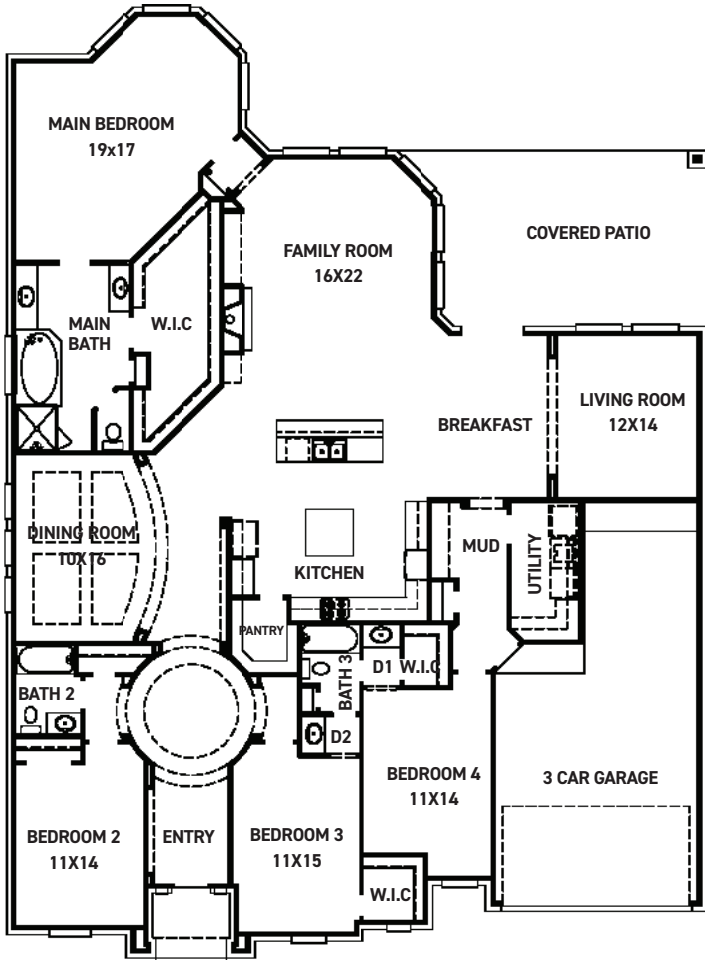 MAIN BEDROOM
19x17
FAMILY ROOM
16X22
COVERED PATIO
MAIN
BATH
W.I.C
LIVING ROOM
12X14
BREAKFAST
DINING ROOM
10X16
KITCHEN
MUD
UTILITY
PANTRY
BATH 2
BATH 3
D1
W.I.C
D2
BEDROOM 4
11X14
3 CAR GARAGE
BEDROOM 2
11X14
ENTRY
BEDROOM 3
11X15
W.I.C